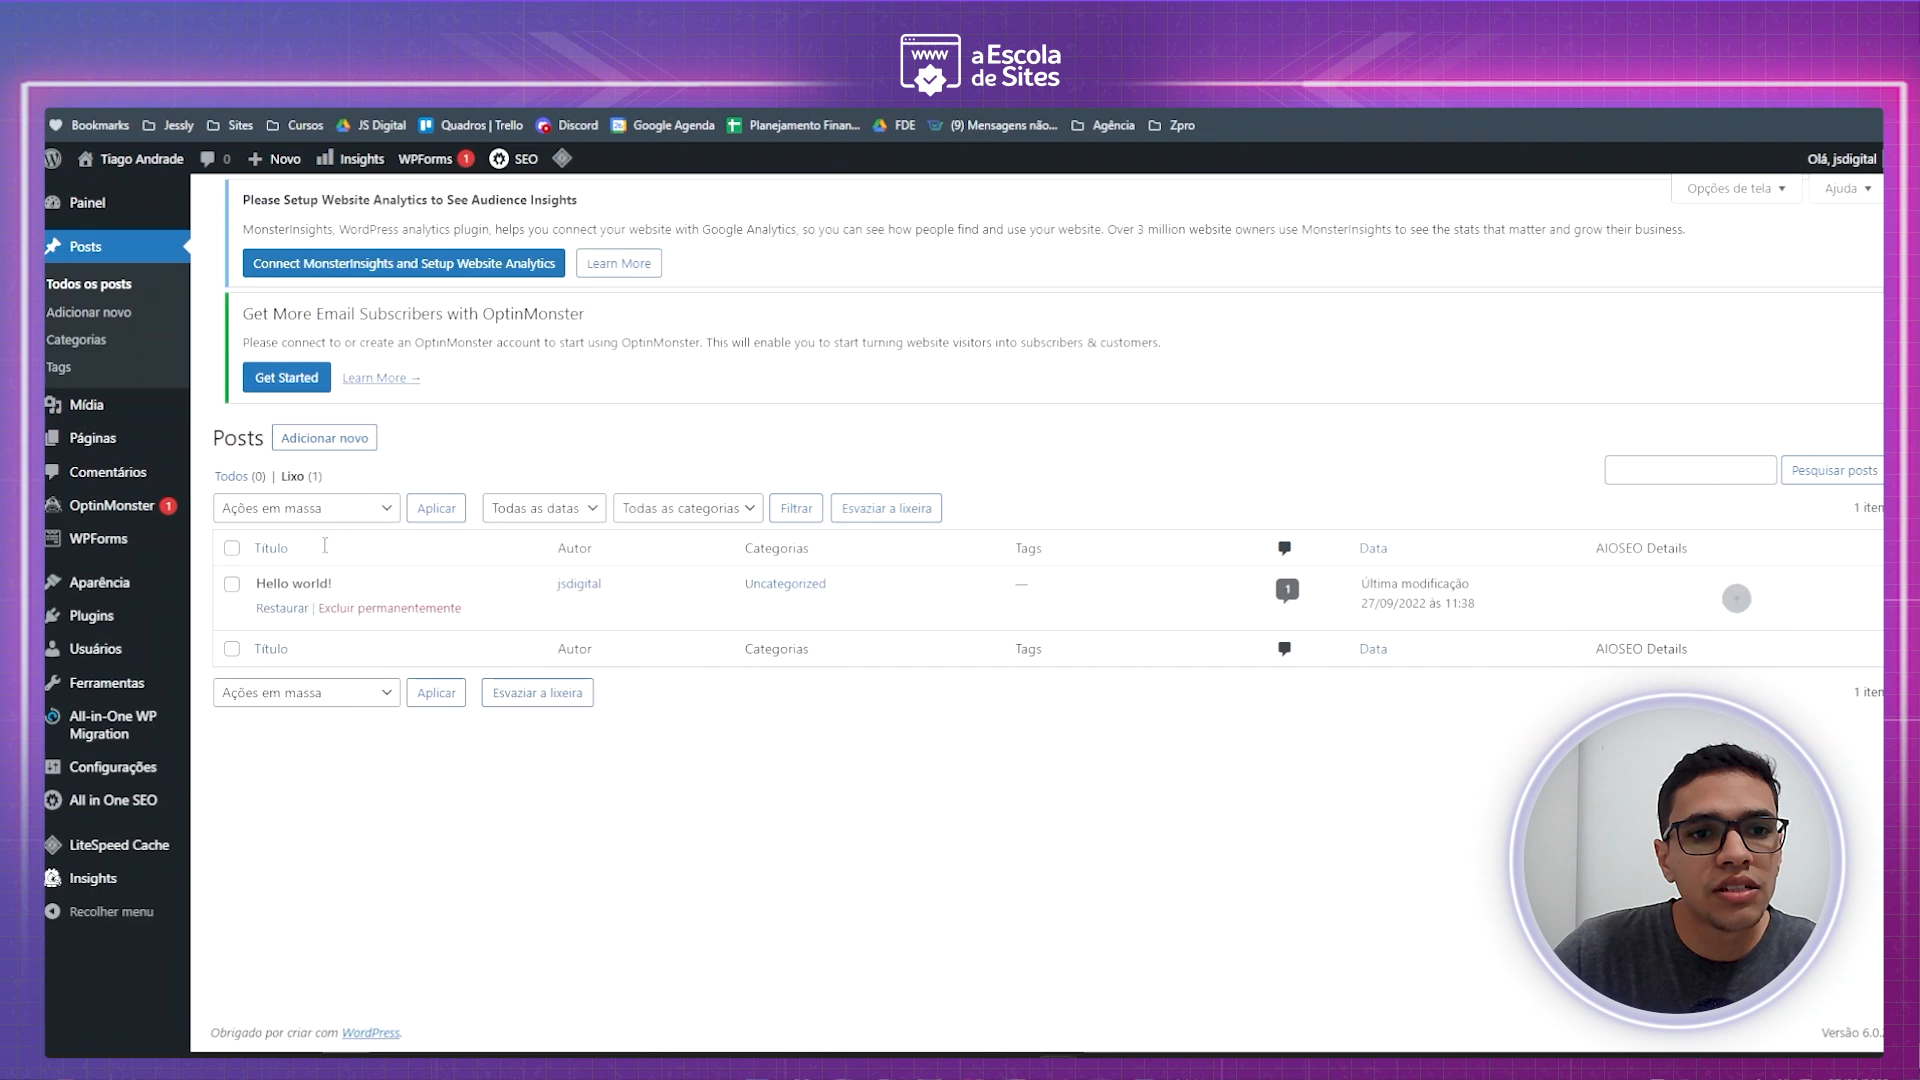 www
a Escola
de Sites
Bookmarks Jessly Sites Cursos JS Digital Quadros | Trello Discord Google Agenda Planejamento Finan... FDE (9) Mensagens não... Agência Zpro
Tiago Andrade 0 Novo Insights WPForms 1 SEO Olá, jsdigital
Opções de tela Ajuda
Painel
Posts
Todos os posts
Adicionar novo
Categorias
Tags
Mídia
Páginas
Comentários
OptinMonster 1
WPForms
Aparência
Plugins
Usuários
Ferramentas
All-in-One WP
Migration
Configurações
All in One SEO
LiteSpeed Cache
Insights
Recolher menu
Please Setup Website Analytics to See Audience Insights
MonsterInsights, WordPress analytics plugin, helps you connect your website with Google Analytics, so you can see how people find and use your website. Over 3 million website owners use MonsterInsights to see the stats that matter and grow their business.
Connect MonsterInsights and Setup Website Analytics Learn More
Get More Email Subscribers with OptinMonster
Please connect to or create an OptinMonster account to start using OptinMonster. This will enable you to start turning website visitors into subscribers & customers.
Get Started Learn More →
Posts Adicionar novo
Todos (0) | Lixo (1)
Pesquisar posts
Ações em massa Aplicar Todas as datas Todas as categorias Filtrar Esvaziar a lixeira 1 iten
Título Autor Categorias Tags Data AIOSEO Details
Hello world! jsdigital Uncategorized — 1 Última modificação
27/09/2022 às 11:38
Restaurar | Excluir permanentemente
Título Autor Categorias Tags Data AIOSEO Details
Ações em massa Aplicar Esvaziar a lixeira 1 iten
Obrigado por criar com WordPress. Versão 6.0.